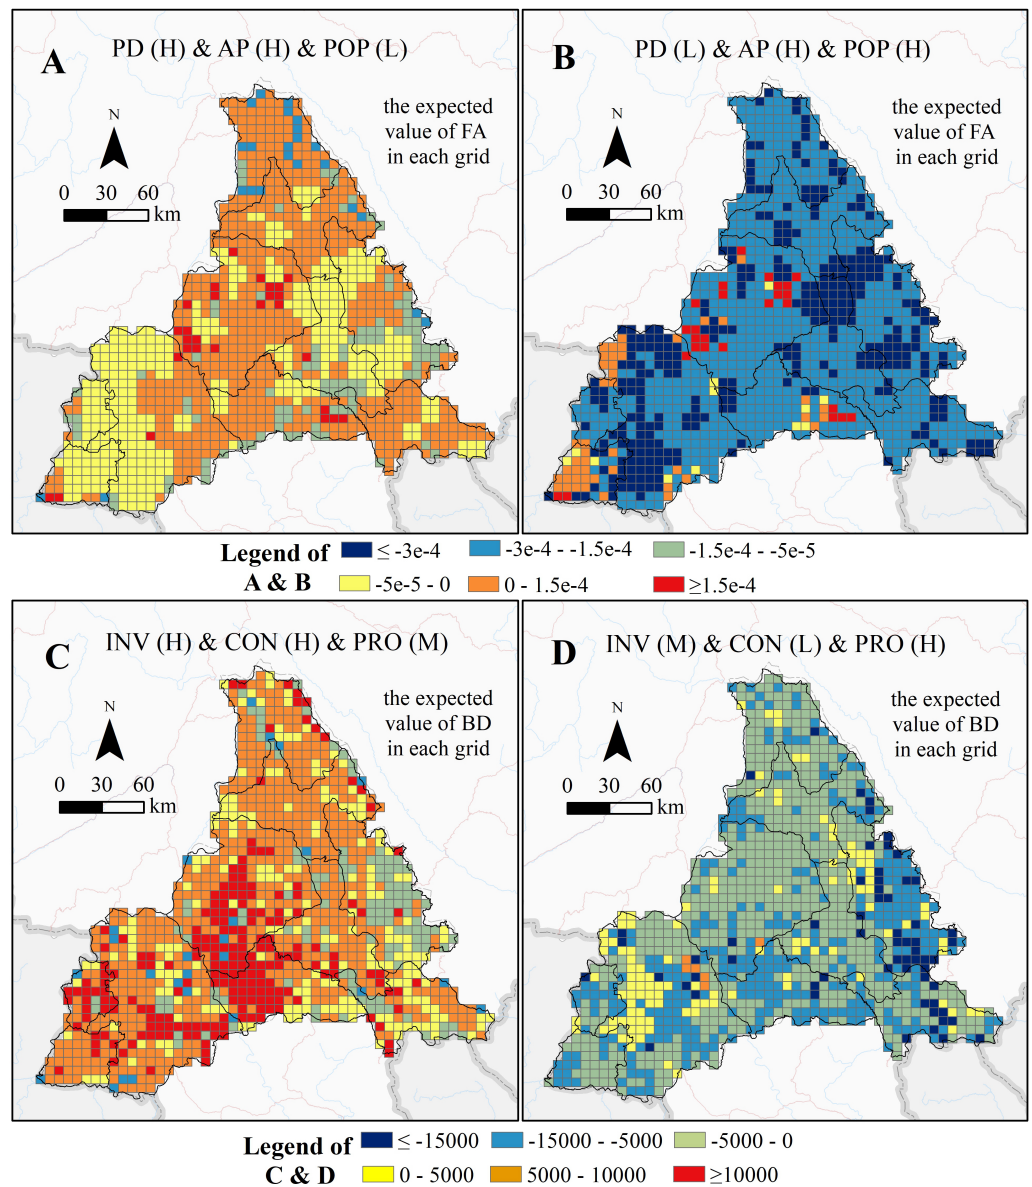 A
PD (H) & AP (H) & POP (L)
the expected
value of FA
in each grid
N
0 30 60
km
B
PD (L) & AP (H) & POP (H)
the expected
value of FA
in each grid
N
0 30 60
km
Legend of
A & B
≤ -3e-4
-3e-4 - -1.5e-4
-1.5e-4 - -5e-5
-5e-5 - 0
0 - 1.5e-4
≥1.5e-4
C
INV (H) & CON (H) & PRO (M)
the expected
value of BD
in each grid
N
0 30 60
km
D
INV (M) & CON (L) & PRO (H)
the expected
value of BD
in each grid
N
0 30 60
km
Legend of
C & D
≤ -15000
-15000 - -5000
-5000 - 0
0 - 5000
5000 - 10000
≥10000